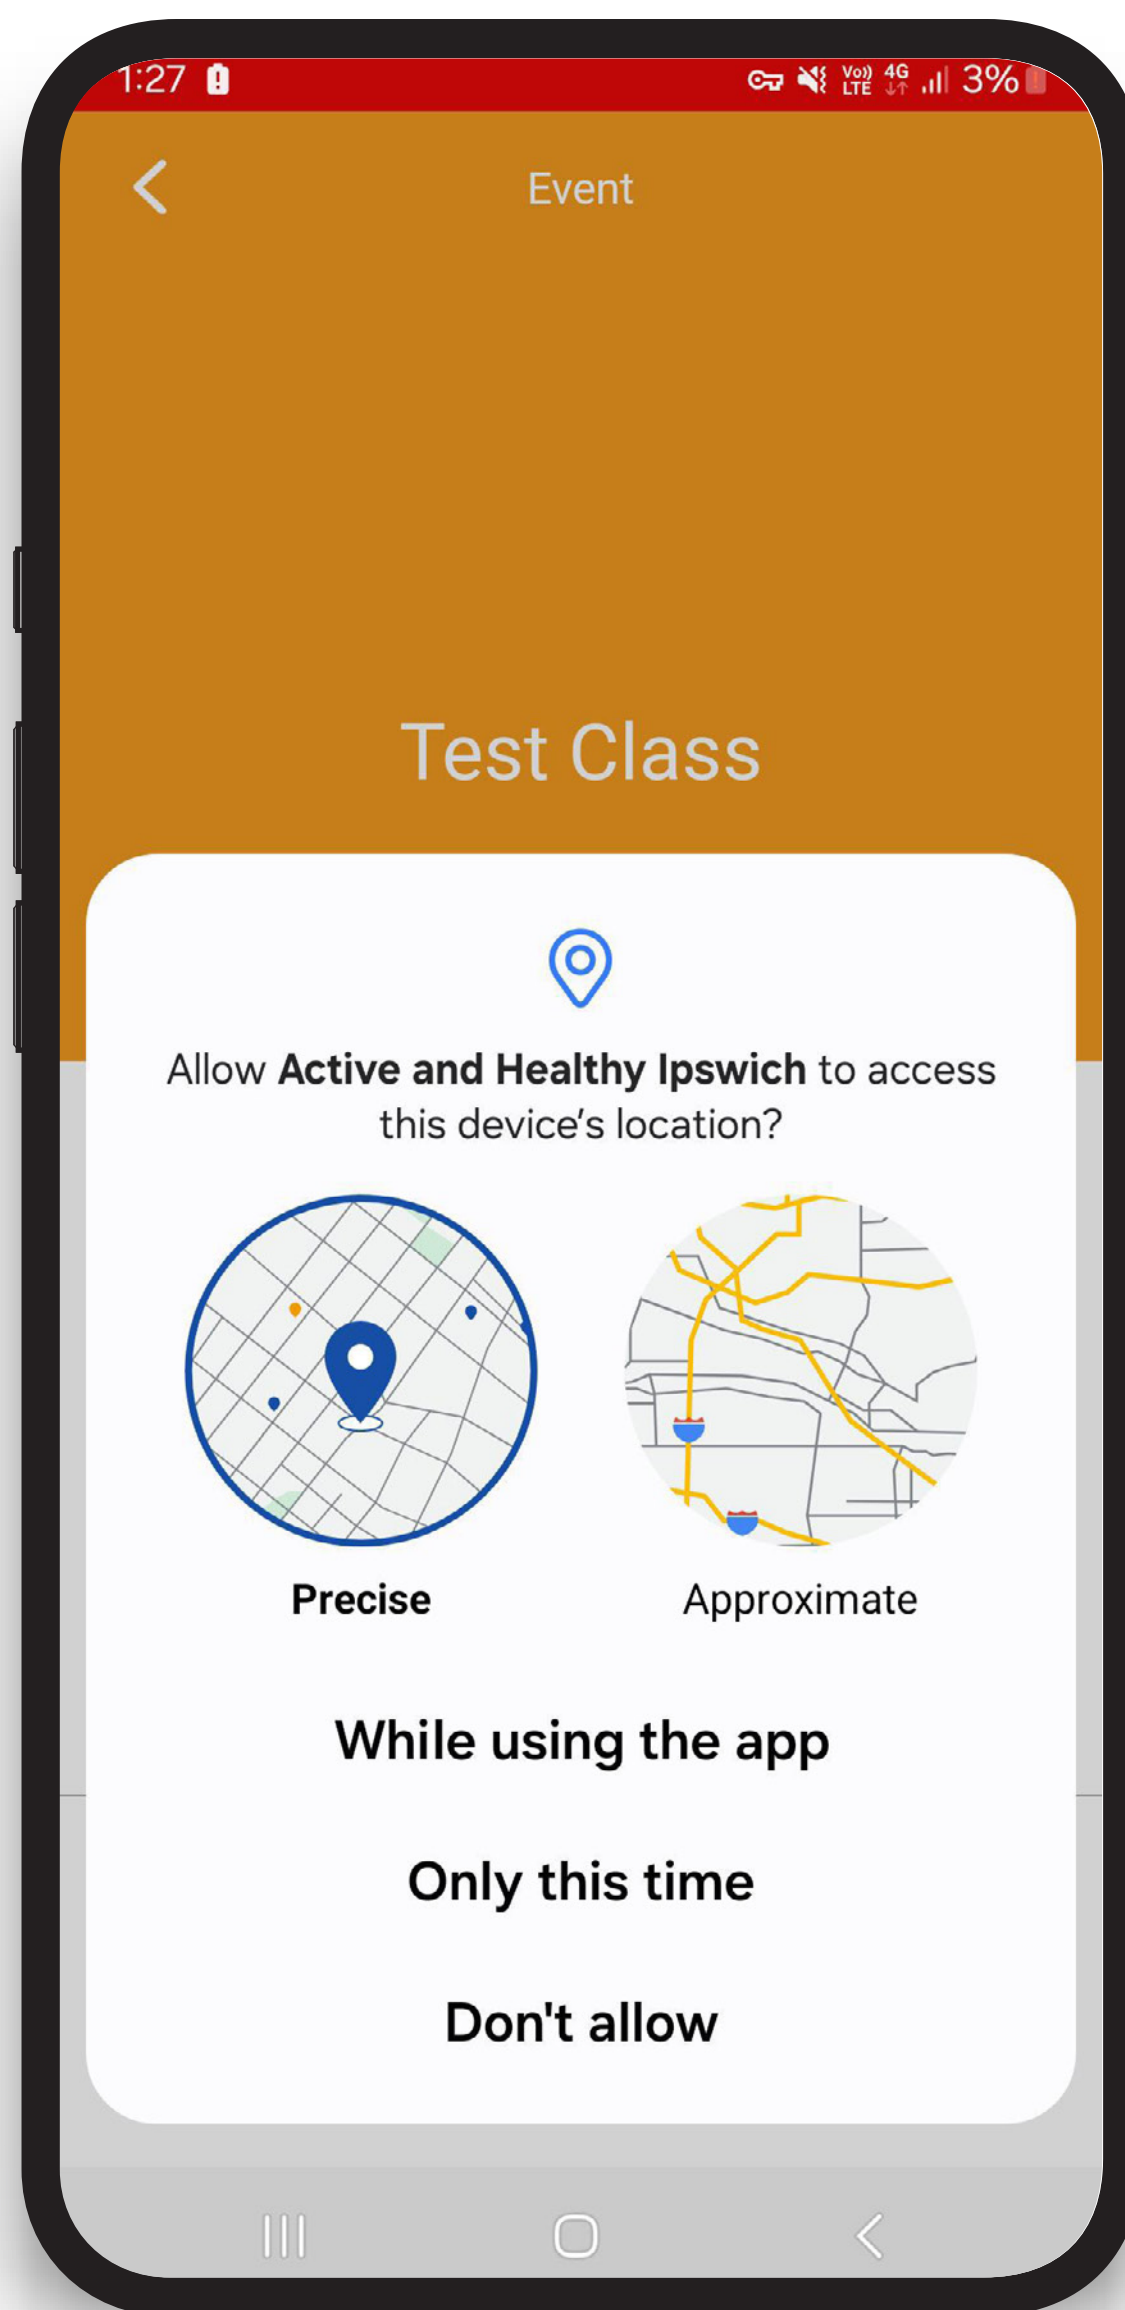 1:27 Vo)) LTE 4G 3%
Event
Test Class
Allow Active and Healthy Ipswich to access
this device's location?
Precise Approximate
While using the app
Only this time
Don't allow